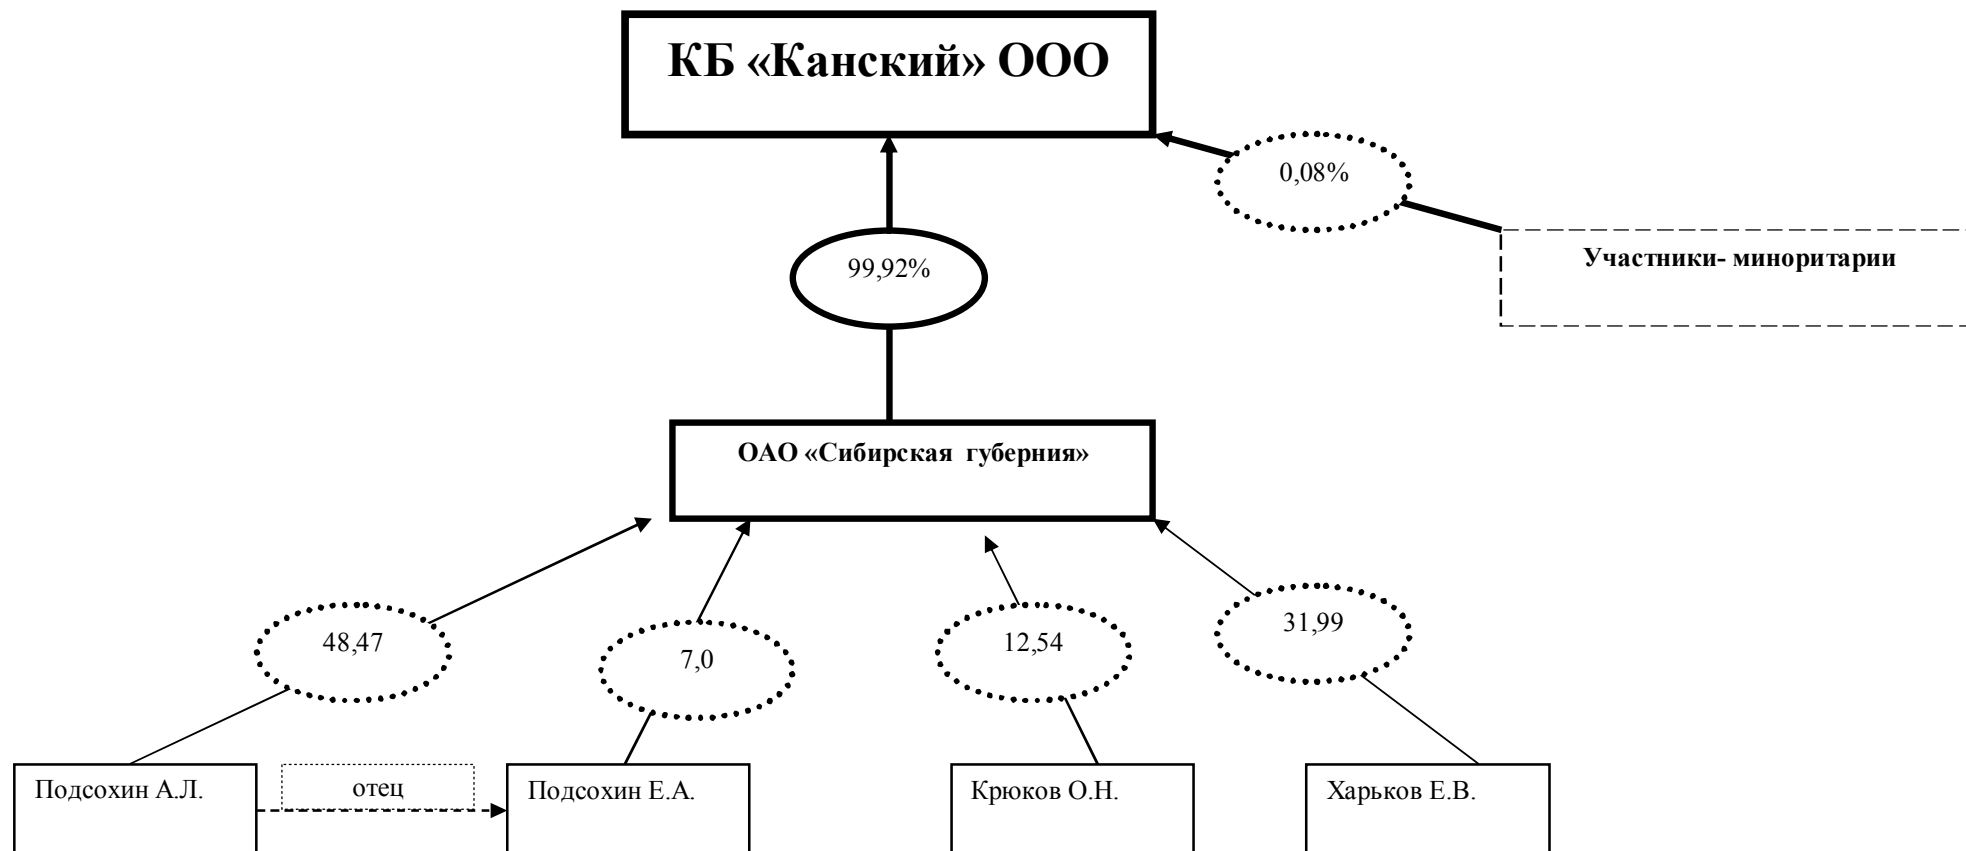 КБ «Канский» ООО
0,08%
99,92%
Участники- миноритарии
ОАО «Сибирская губерния»
48,47
7,0
12,54
31,99
Подсохин А.Л.
отец
Подсохин Е.А.
Крюков О.Н.
Харьков Е.В.